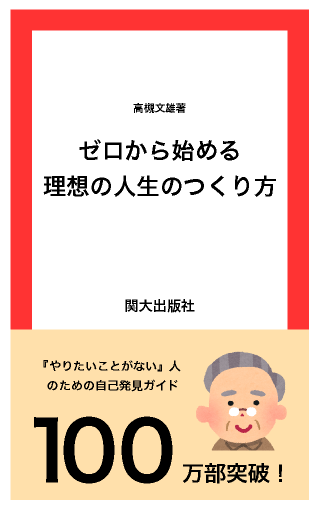 高槻文雄著
ゼロから始める
理想の人生のつくり方
関大出版社
『やりたいことがない』人
のための自己発見ガイド
100
万部突破！